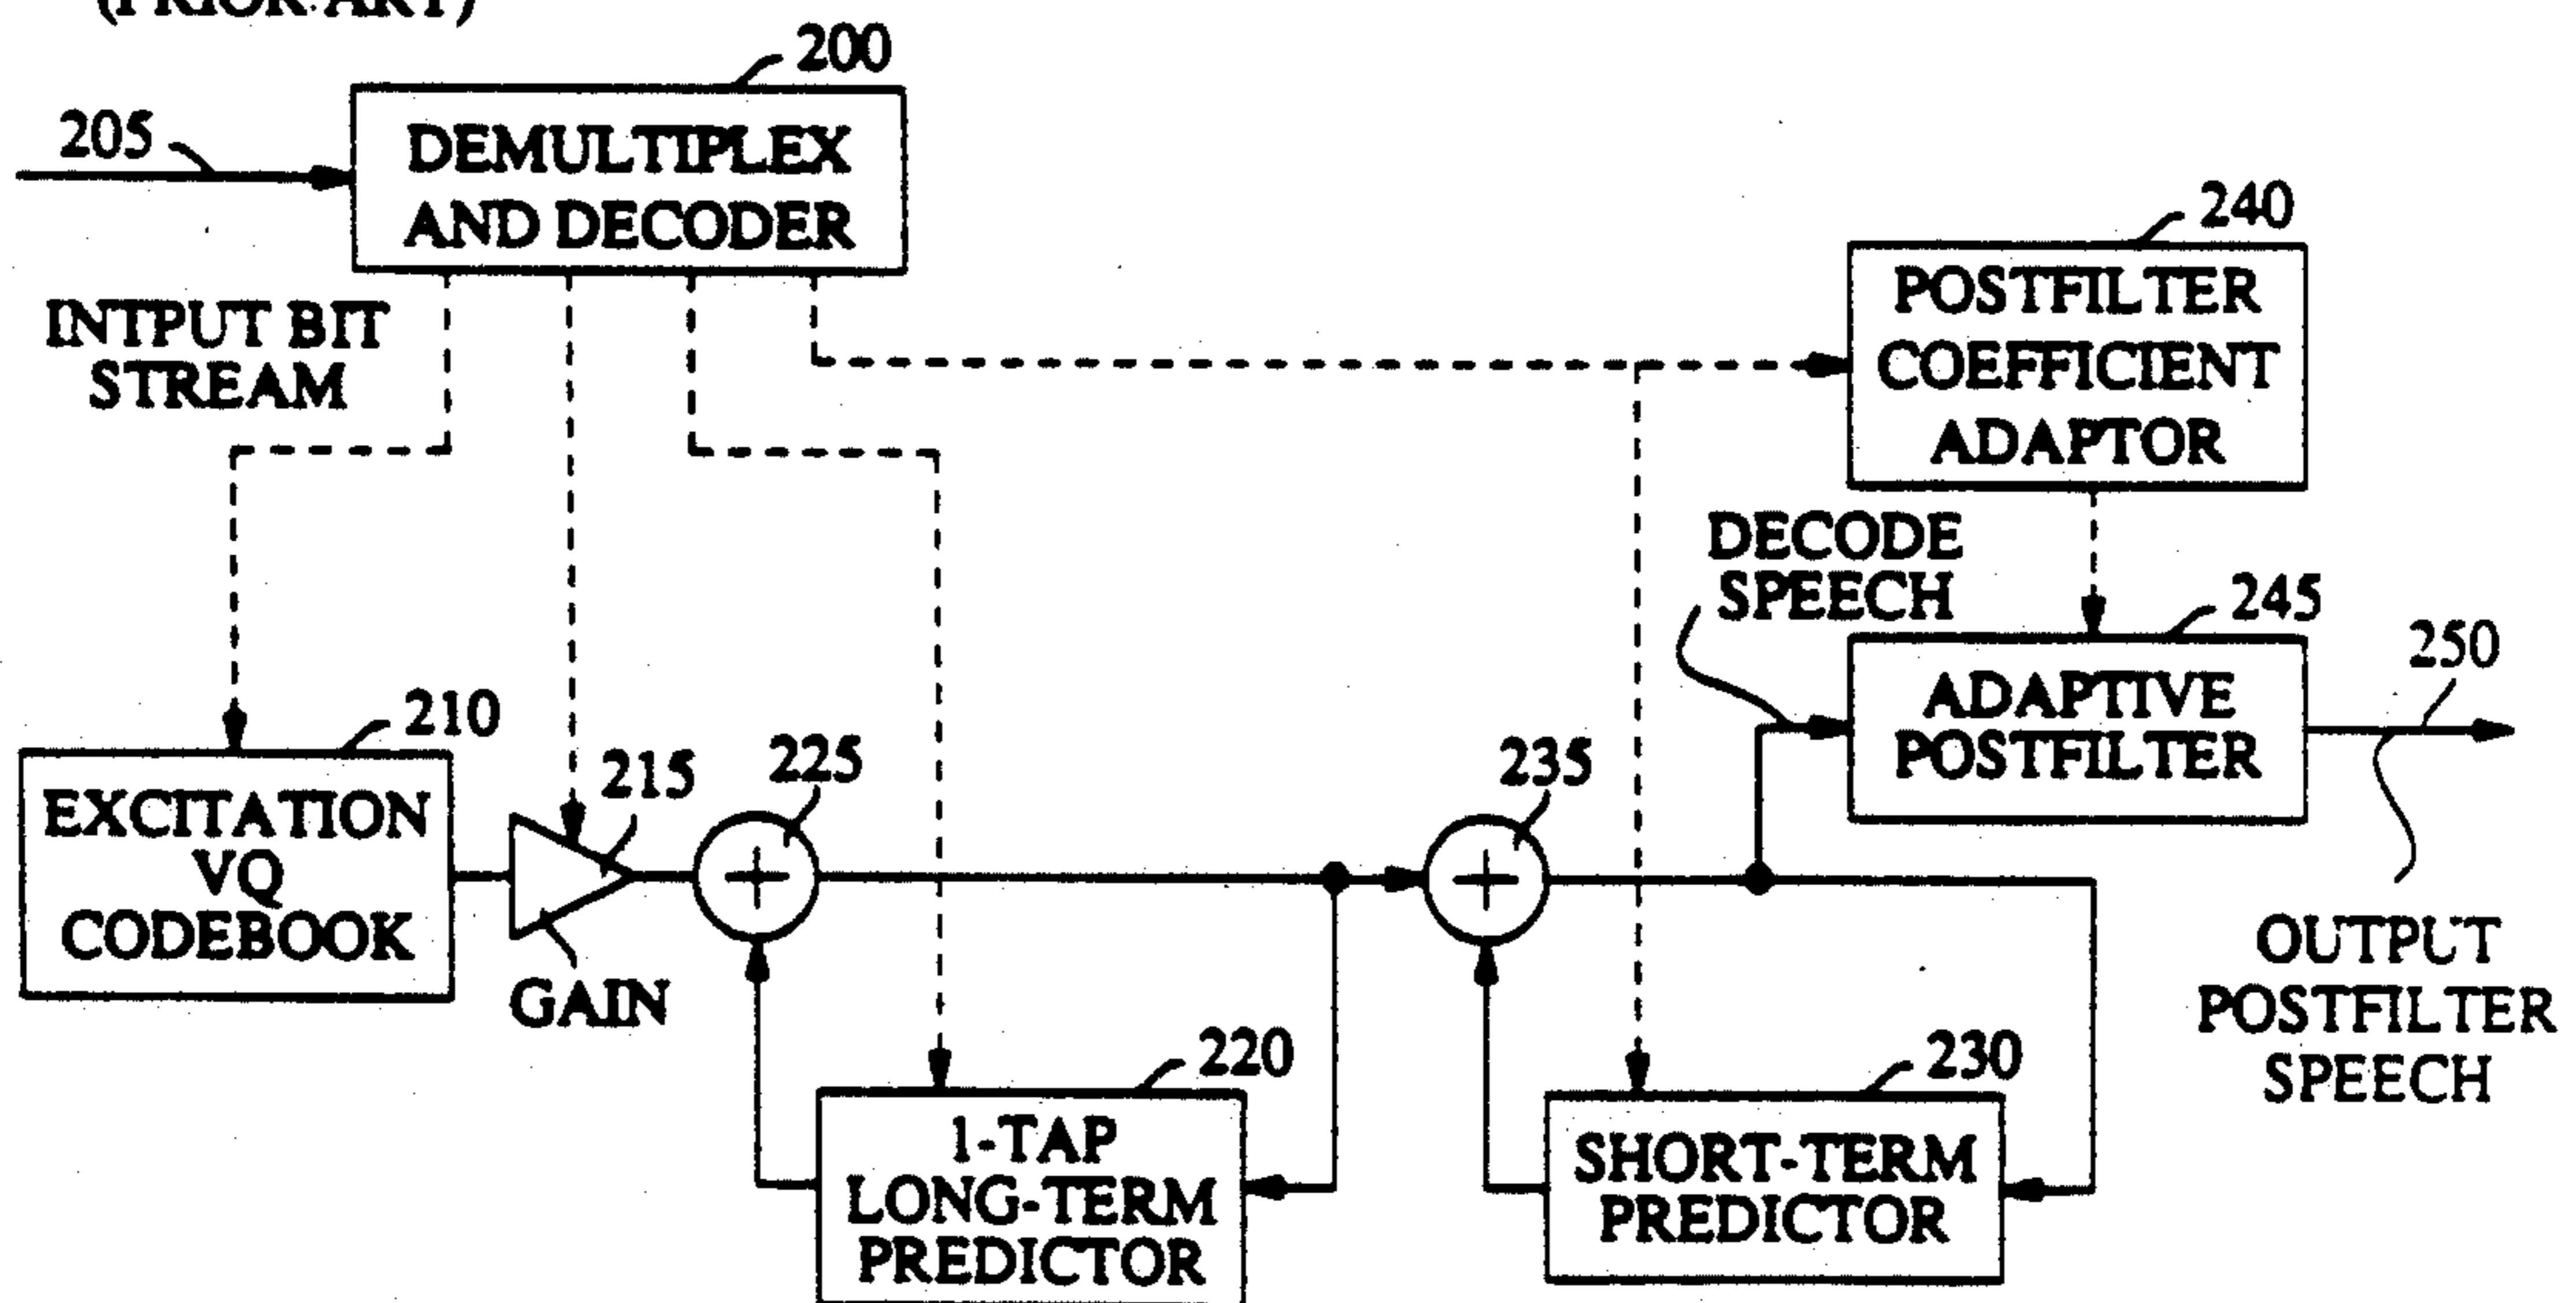 (PRIOR ART)
200
205
DEMULTIPLEX
AND DECODER
INTPUT BIT
STREAM
240
POSTFILTER
COEFFICIENT
ADAPTOR
DECODE
SPEECH
245
250
ADAPTIVE
POSTFILTER
210
215
225
235
EXCITATION
VQ
CODEBOOK
+
+
GAIN
OUTPUT
POSTFILTER
SPEECH
220
230
1-TAP
LONG-TERM
PREDICTOR
SHORT-TERM
PREDICTOR